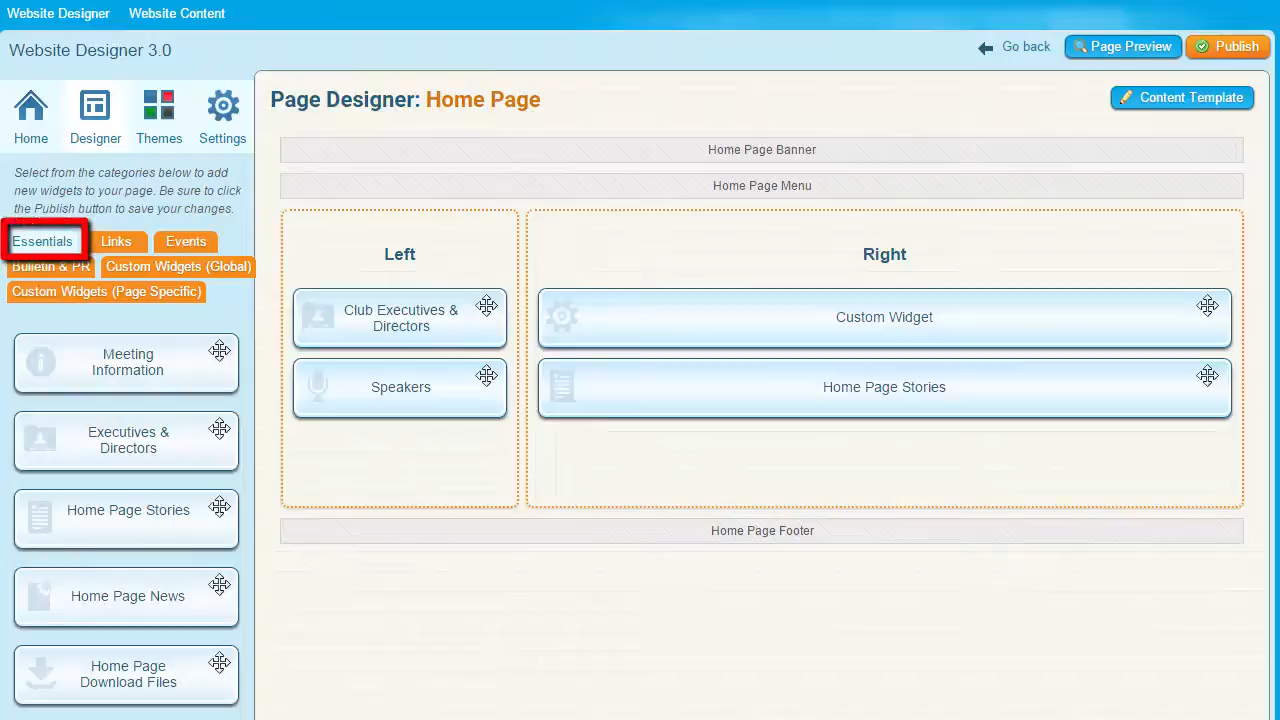 Website Designer Website Content
Website Designer 3.0
Go back
Page Preview
Publish
Home
Designer
Themes
Settings
Select from the categories below to add
new widgets to your page. Be sure to click
the Publish button to save your changes.
Essentials
Links
Events
Bulletin & PR
Custom Widgets (Global)
Custom Widgets (Page Specific)
Meeting
Information
Executives &
Directors
Home Page Stories
Home Page News
Home Page
Download Files
Page Designer: Home Page
Content Template
Home Page Banner
Home Page Menu
Left
Club Executives &
Directors
Speakers
Right
Custom Widget
Home Page Stories
Home Page Footer